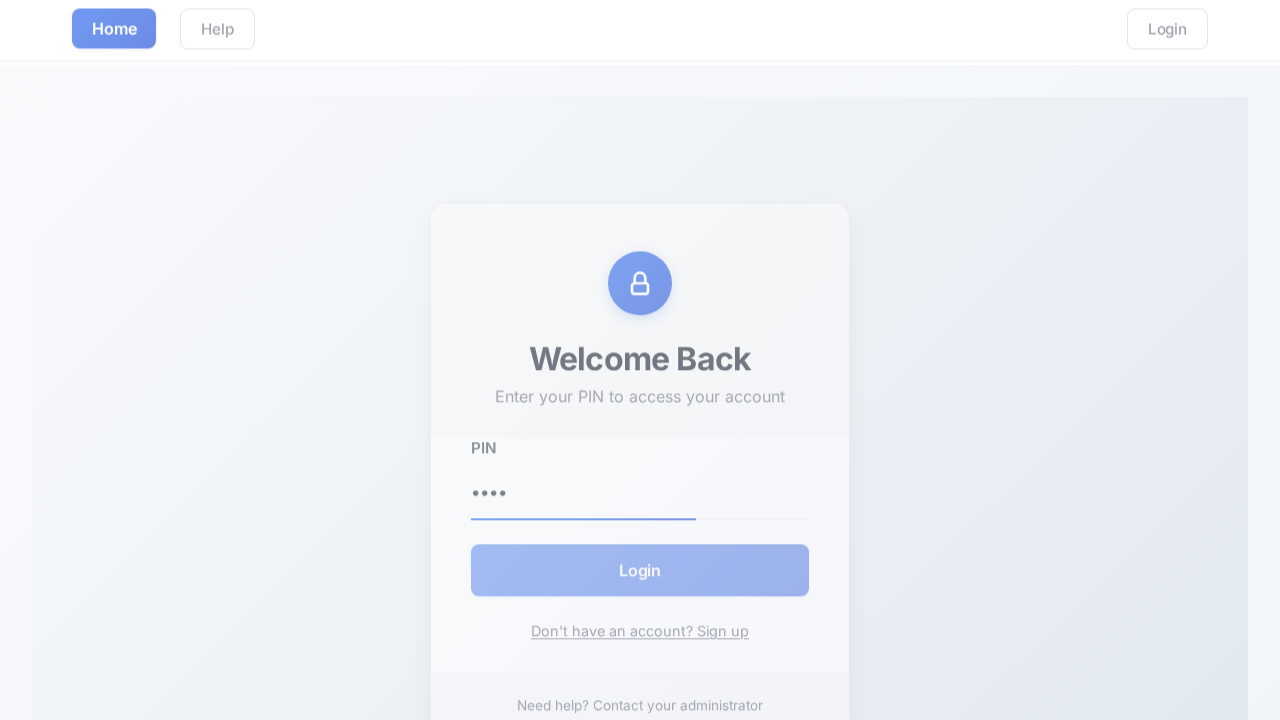 Home
Help
Login
Welcome Back
Enter your PIN to access your account
PIN
••••
Login
Don't have an account? Sign up
Need help? Contact your administrator